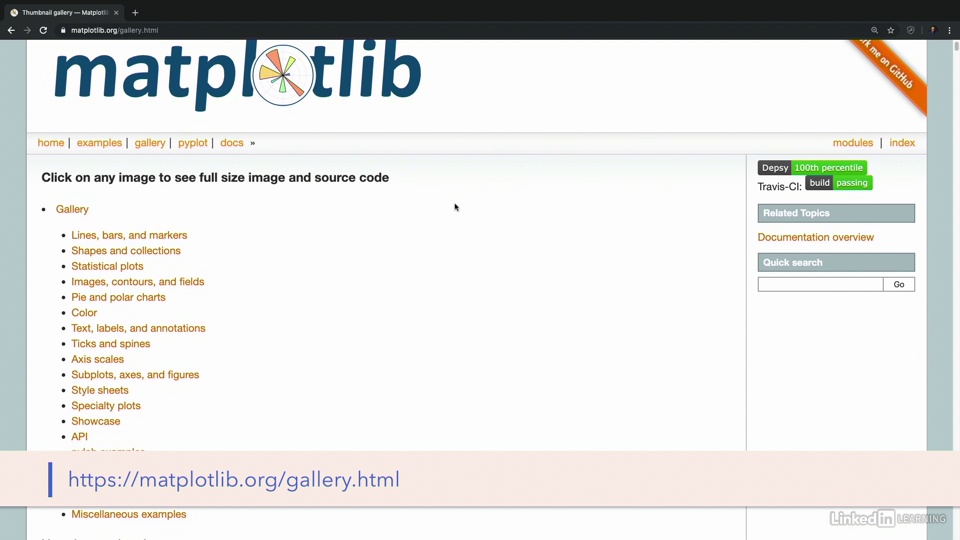 Thumbnail gallery — Matplotli
matplotlib.org/gallery.html
matplotlib
rk me on GitHub
home | examples | gallery | pyplot | docs »
modules | index
Click on any image to see full size image and source code
Depsy 100th percentile
Travis-CI: build passing
Gallery
Related Topics
Lines, bars, and markers
Documentation overview
Shapes and collections
Quick search
Statistical plots
Go
Images, contours, and fields
Pie and polar charts
Color
Text, labels, and annotations
Ticks and spines
Axis scales
Subplots, axes, and figures
Style sheets
Specialty plots
Showcase
API
https://matplotlib.org/gallery.html
Miscellaneous examples
LinkedIn LEARNING